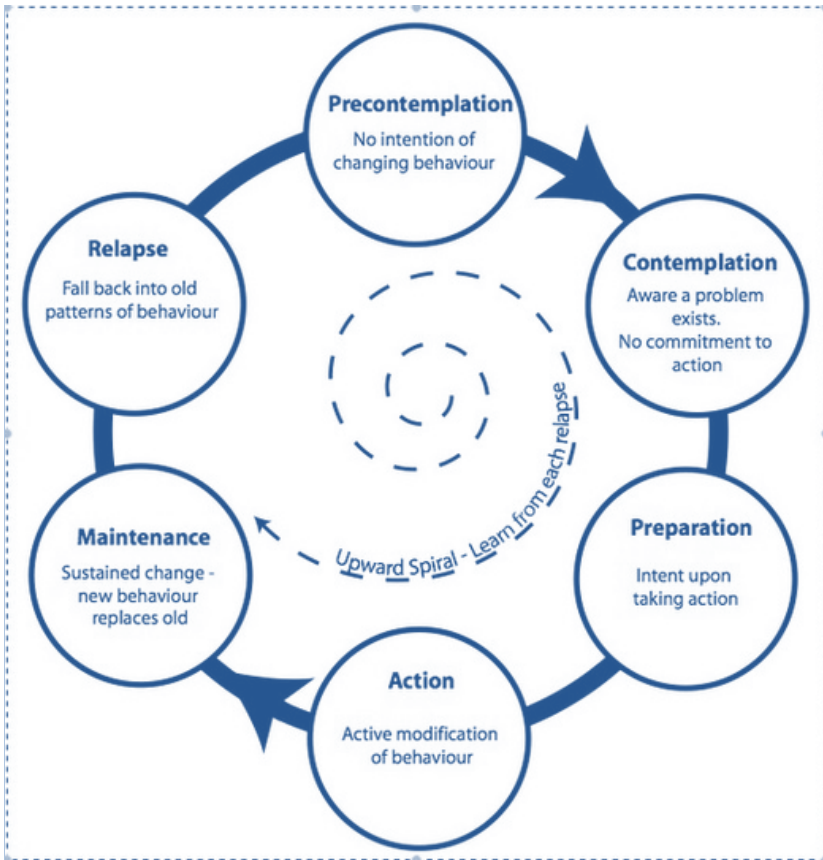 Precontemplation
No intention of
changing behaviour
Contemplation
Aware a problem
exists.
No commitment to
action
Preparation
Intent upon
taking action
Action
Active modification
of behaviour
Maintenance
Sustained change -
new behaviour
replaces old
Relapse
Fall back into old
patterns of behaviour
Upward Spiral - Learn from each relapse